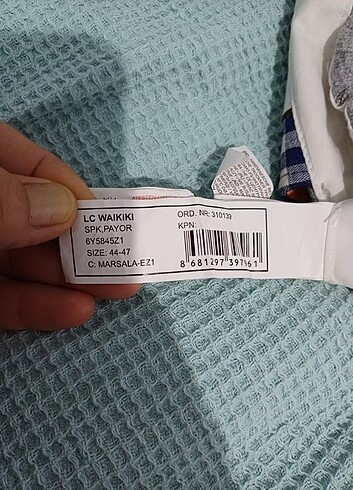 LC WAIKIKI
SPK,PAYOR
6Y5845Z1
SIZE: 44-47
C: MARSALA-EZ1
ORD. NR: 310139
KPN:
8 681297 397161